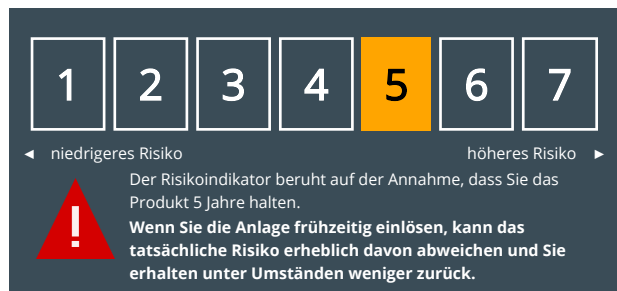 1 2 3 4 5 6 7
◄ niedrigeres Risiko höheres Risiko ►
Der Risikoindikator beruht auf der Annahme, dass Sie das
Produkt 5 Jahre halten.
Wenn Sie die Anlage frühzeitig einlösen, kann das
tatsächliche Risiko erheblich davon abweichen und Sie
erhalten unter Umständen weniger zurück.
!